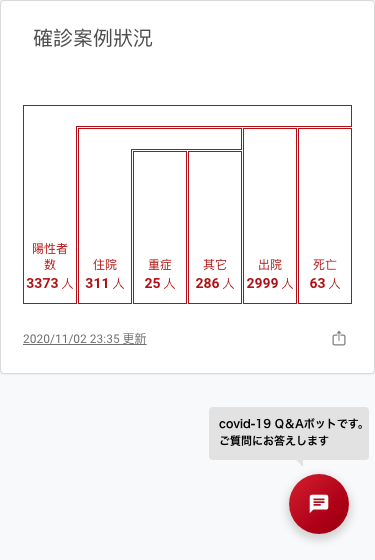 確診案例狀況
陽性者
数
3373 人
住院
311 人
重症
25 人
其它
286 人
出院
2999 人
死亡
63 人
2020/11/02 23:35 更新
covid-19 Q&Aボットです。
ご質問にお答えします